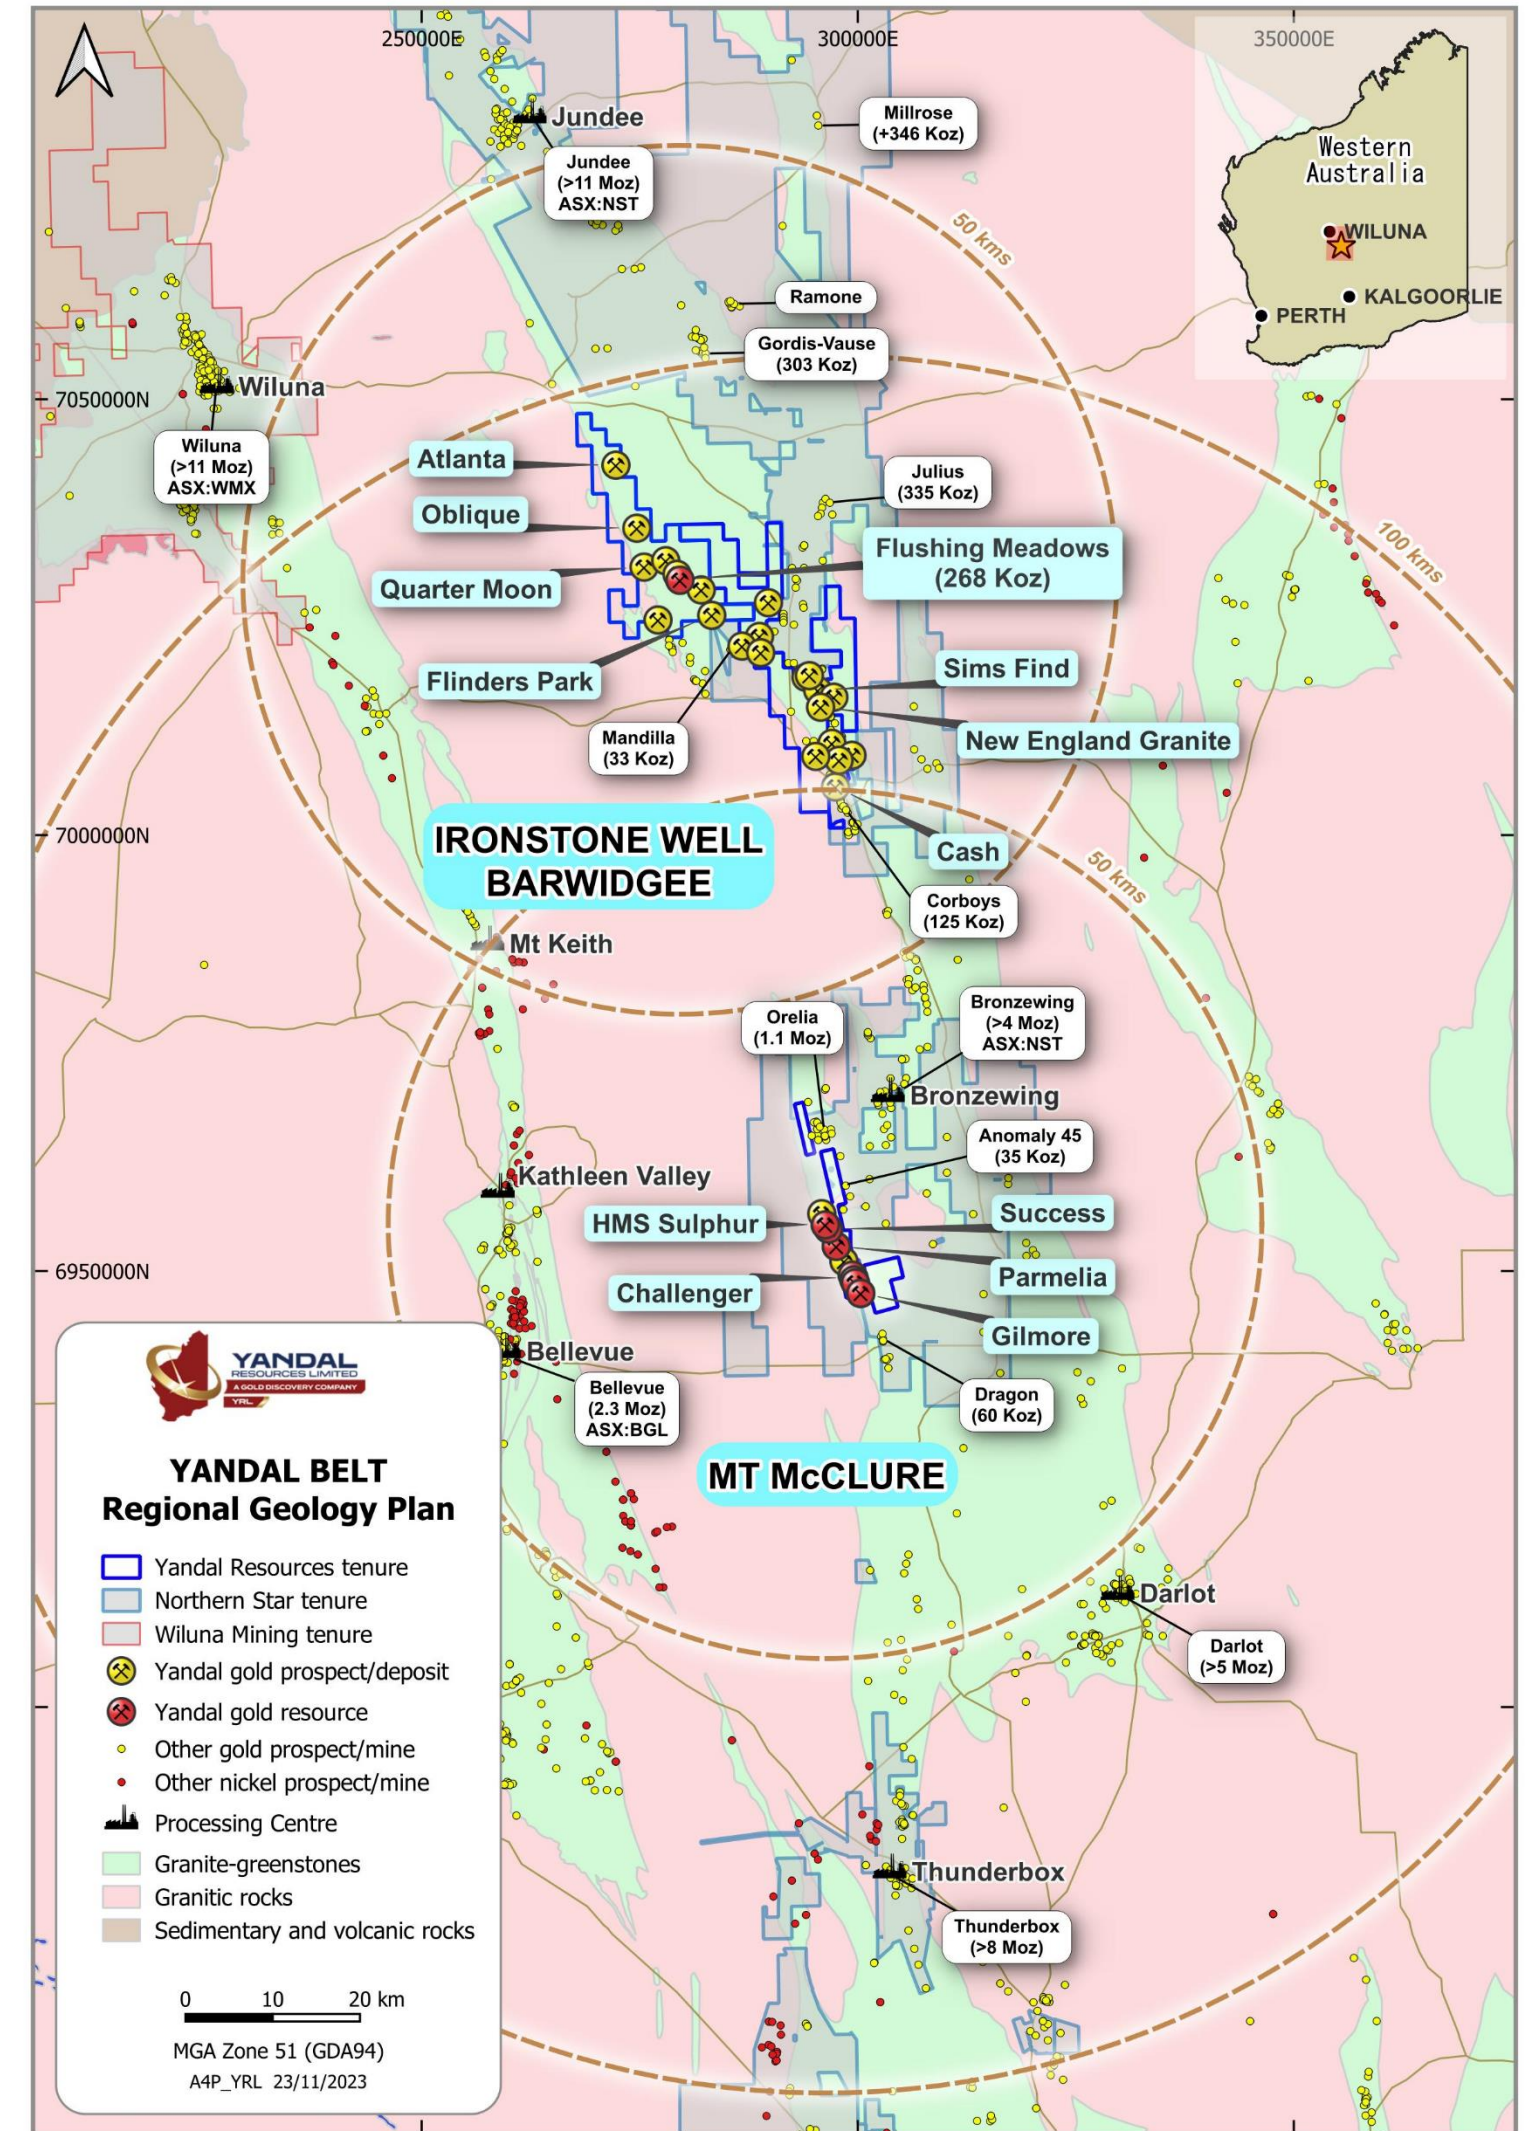 250000E
300000E
350000E
Jundee
Jundee
(>11 Moz)
ASX:NST
Millrose
(+346 Koz)
Western
Australia
WILUNA
KALGOORLIE
PERTH
50 kms
Ramone
Gordis-Vause
(303 Koz)
Wiluna
7050000N
Wiluna
(>11 Moz)
ASX:WMX
Atlanta
Julius
(335 Koz)
Oblique
100 kms
Flushing Meadows
(268 Koz)
Quarter Moon
Flinders Park
Sims Find
Mandilla
(33 Koz)
New England Granite
7000000N
IRONSTONE WELL
BARWIDGEE
Cash
50 kms
Corboys
(125 Koz)
Mt Keith
Orelia
(1.1 Moz)
Bronzewing
(>4 Moz)
ASX:NST
Bronzewing
Anomaly 45
(35 Koz)
Kathleen Valley
HMS Sulphur
Success
6950000N
Parmelia
Challenger
Gilmore
Bellevue
Bellevue
(2.3 Moz)
ASX:BGL
Dragon
(60 Koz)
MT McCLURE
YANDAL
RESOURCES LIMITED
A GOLD DISCOVERY COMPANY
YRL
YANDAL BELT
Regional Geology Plan
Yandal Resources tenure
Northern Star tenure
Wiluna Mining tenure
Yandal gold prospect/deposit
Yandal gold resource
Other gold prospect/mine
Other nickel prospect/mine
Processing Centre
Granite-greenstones
Granitic rocks
Sedimentary and volcanic rocks
0 10 20 km
MGA Zone 51 (GDA94)
A4P_YRL 23/11/2023
Darlot
Darlot
(>5 Moz)
Thunderbox
Thunderbox
(>8 Moz)